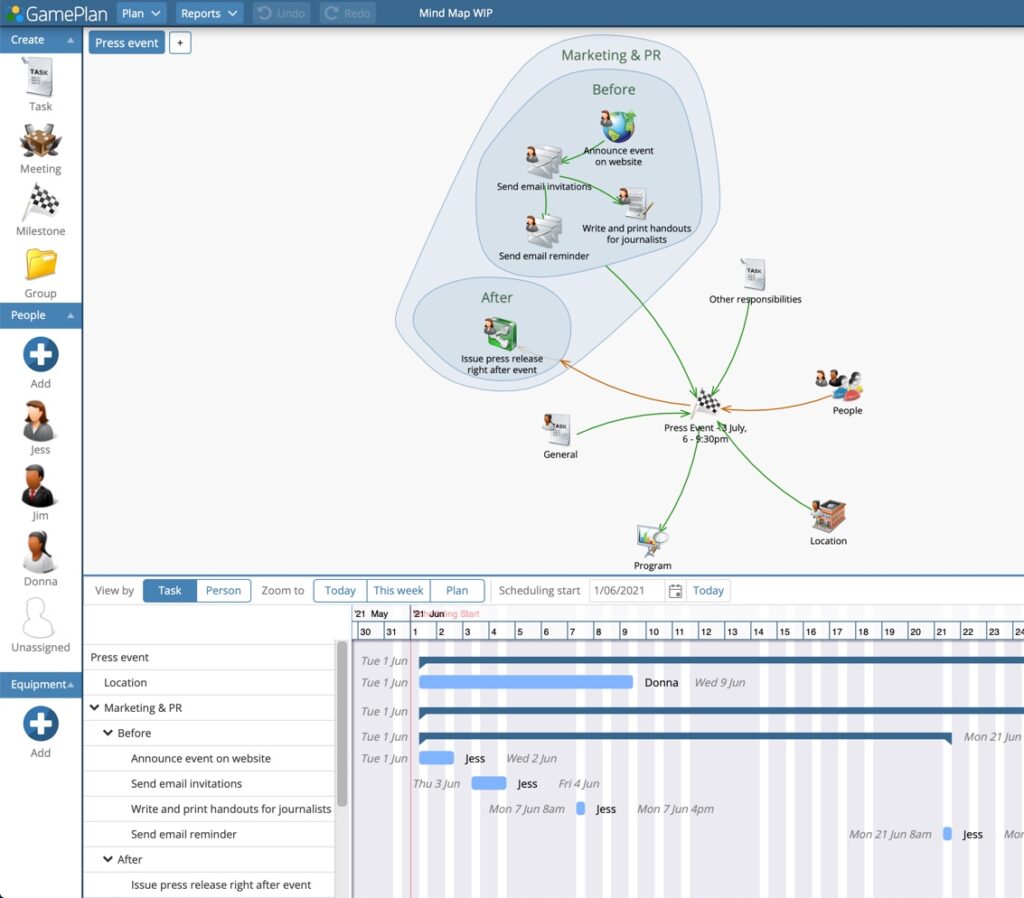 GamePlan
Plan
Reports
Undo
Redo
Mind Map WIP
Create
Press event
+
TASK
Task
Meeting
Milestone
Group
People
Add
Jess
Jim
Donna
Unassigned
Equipment
Add
Marketing & PR
Before
Announce event
on website
Send email invitations
Write and print handouts
for journalists
Send email reminder
TASK
Other responsibilities
After
Issue press release
right after event
People
Press Event - 3 July,
6 - 9:30pm
TASK
General
Location
Program
View by
Task
Person
Zoom to
Today
This week
Plan
Scheduling start
1/06/2021
Today
'21 May
'21 Jun
Scheduling Start
30 31 1 2 3 4 5 6 7 8 9 10 11 12 13 14 15 16 17 18 19 20 21 22 23 24
Press event
Tue 1 Jun
Location
Tue 1 Jun
Donna
Wed 9 Jun
Marketing & PR
Tue 1 Jun
Before
Tue 1 Jun
Mon 21 Jun
Announce event on website
Tue 1 Jun
Jess
Wed 2 Jun
Send email invitations
Thu 3 Jun
Jess
Fri 4 Jun
Write and print handouts for journalists
Mon 7 Jun 8am
Jess
Mon 7 Jun 4pm
Send email reminder
Mon 21 Jun 8am
Jess
Mon
After
Issue press release right after event